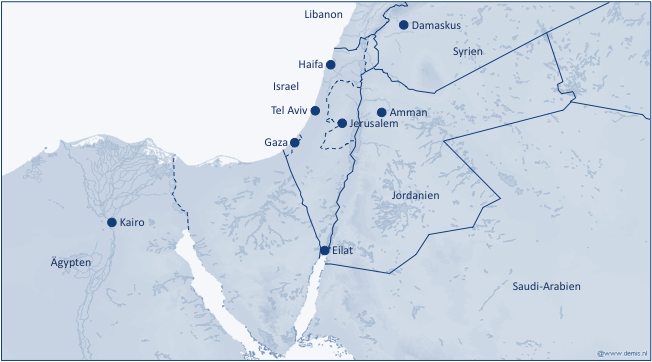 Libanon
Damaskus
Syrien
Haifa
Israel
Tel Aviv
Amman
Jerusalem
Gaza
Jordanien
Kairo
Eilat
Ägypten
Saudi-Arabien
@www.demis.nl